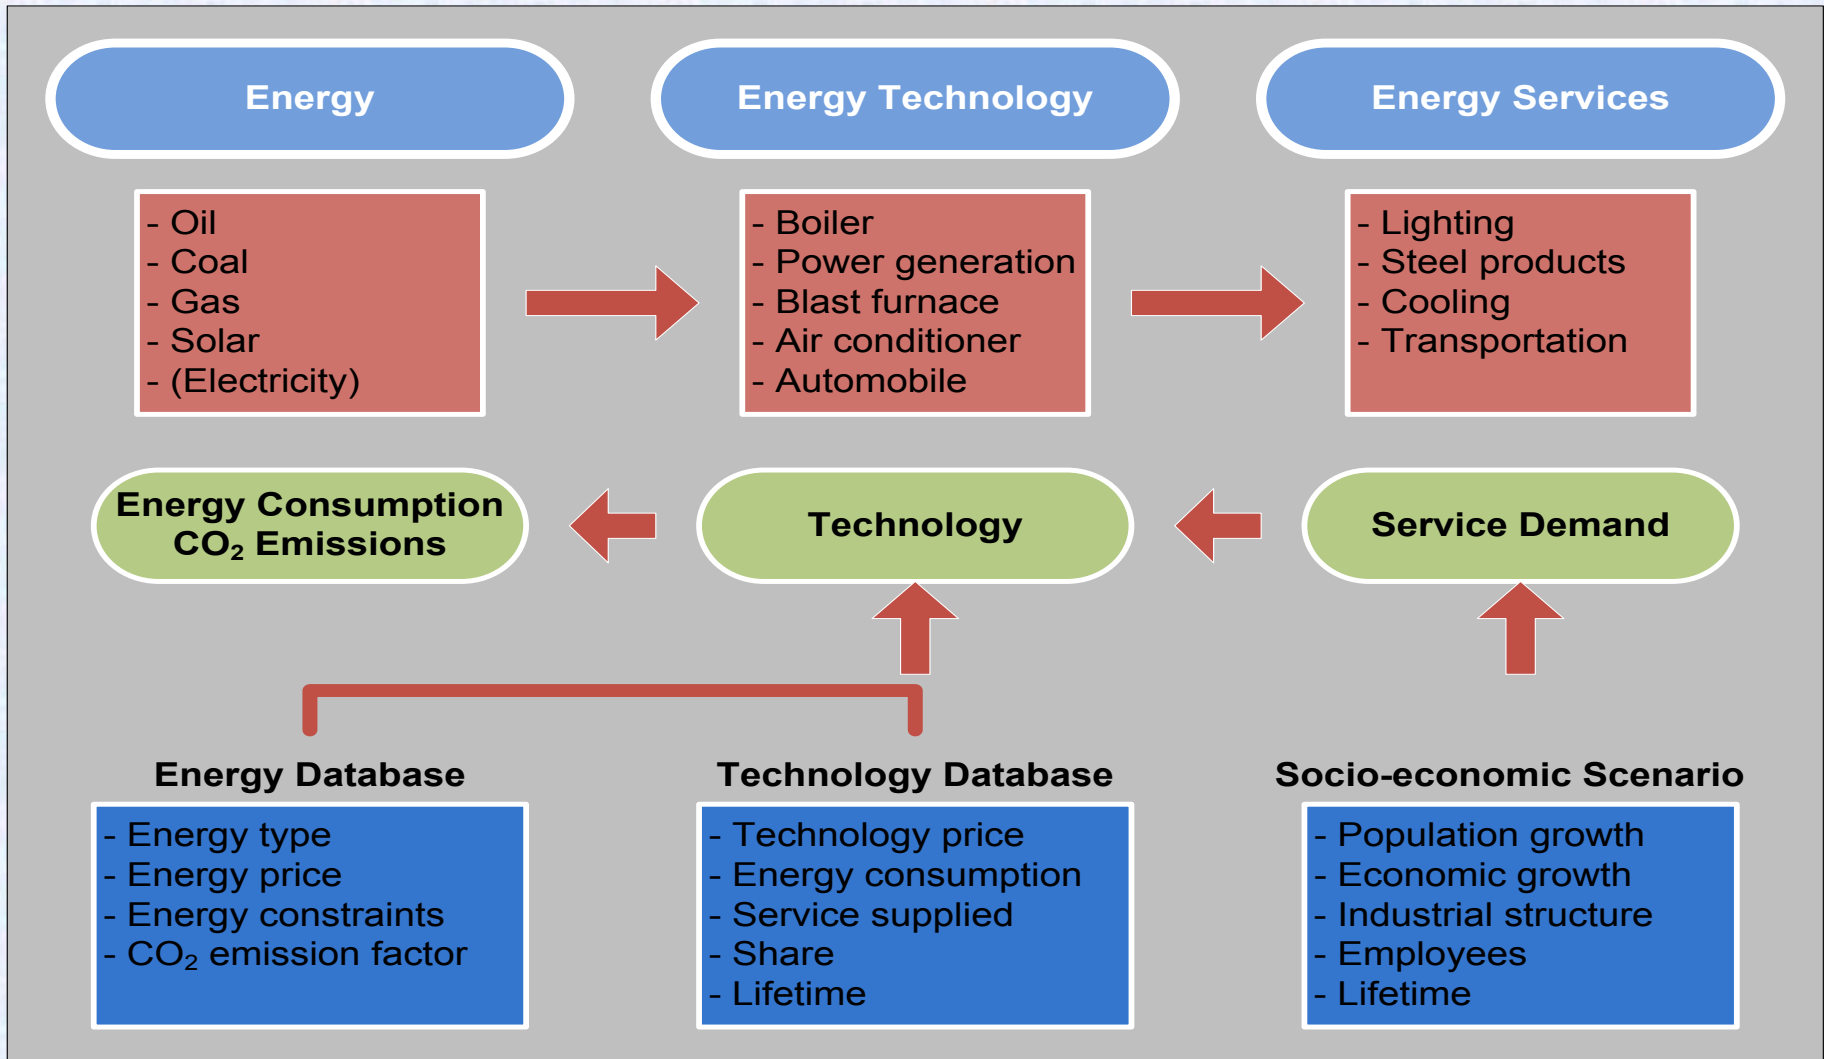 Energy
Energy Technology
Energy Services
- Oil
- Coal
- Gas
- Solar
- (Electricity)
- Boiler
- Power generation
- Blast furnace
- Air conditioner
- Automobile
- Lighting
- Steel products
- Cooling
- Transportation
Energy Consumption
CO₂ Emissions
Technology
Service Demand
Energy Database
- Energy type
- Energy price
- Energy constraints
- CO₂ emission factor
Technology Database
- Technology price
- Energy consumption
- Service supplied
- Share
- Lifetime
Socio-economic Scenario
- Population growth
- Economic growth
- Industrial structure
- Employees
- Lifetime